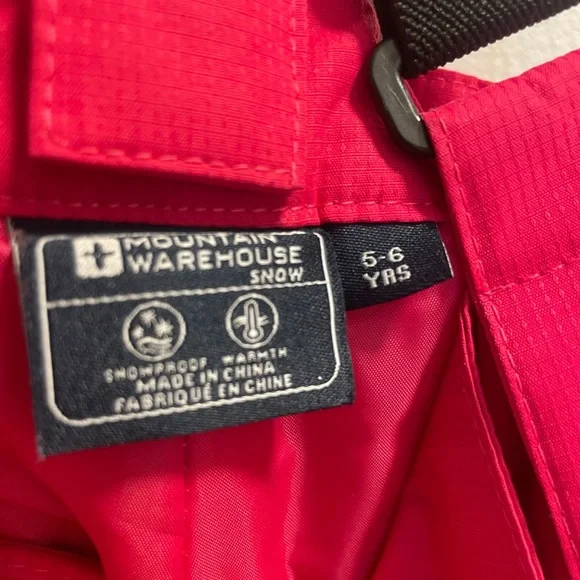 MOUNTAIN
WAREHOUSE
SNOW
SNOWPROOF WARMTH
MADE IN CHINA
FABRIQUÉ EN CHINE
5-6
YRS